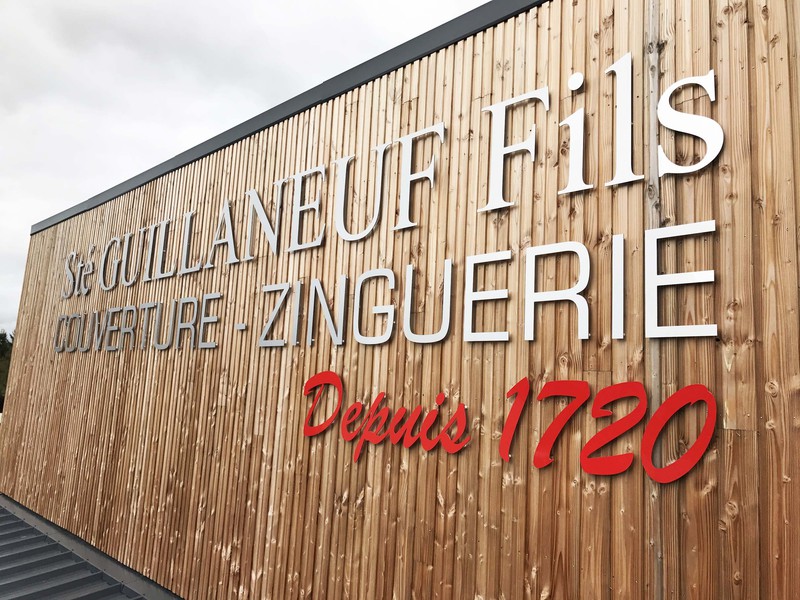 Sté GUILLANEUF Fils
COUVERTURE - ZINGUERIE
Depuis 1720